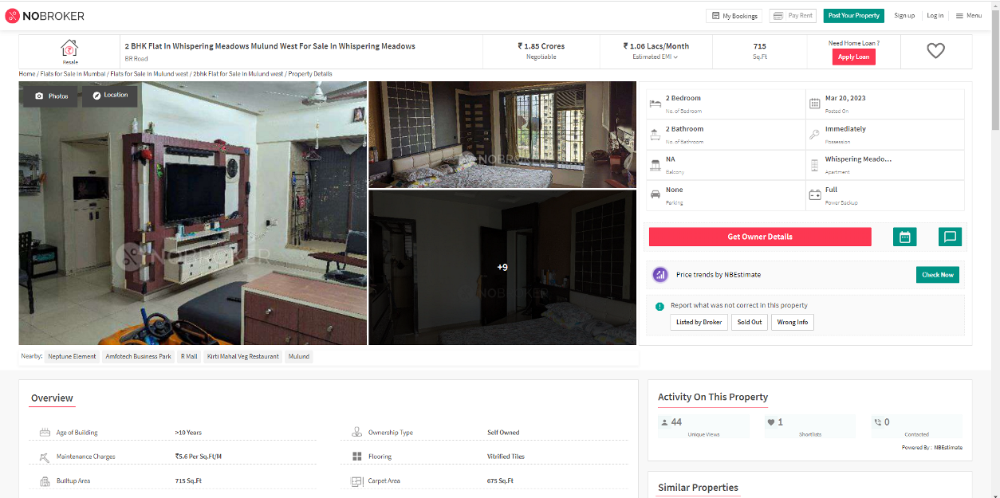 NOBROKER
My Bookings
Pay Rent
Post Your Property
Sign up
Log in
Menu
Resale
2 BHK Flat In Whispering Meadows Mulund West For Sale In Whispering Meadows
BR Road
₹ 1.85 Crores
Negotiable
₹ 1.06 Lacs/Month
Estimated EMI
715
Sq.Ft
Need Home Loan ?
Apply Loan
Home / Flats for Sale in Mumbai / Flats for Sale in Mulund west / 2bhk Flat for Sale in Mulund west / Property Details
Photos
Location
NOBROKER
NOBROKER
NOBROKER
+9
2 Bedroom
No. of Bedroom
Mar 20, 2023
Posted On
2 Bathroom
No. of Bathroom
Immediately
Possession
NA
Balcony
Whispering Meado...
Apartment
None
Parking
Full
Power Backup
Get Owner Details
Price trends by NBEstimate
Check Now
Report what was not correct in this property
Listed by Broker
Sold Out
Wrong Info
Nearby:
Neptune Element
Amfotech Business Park
R Mall
Kirti Mahal Veg Restaurant
Mulund
Overview
Age of Building
>10 Years
Ownership Type
Self Owned
Maintenance Charges
₹5.6 Per Sq.Ft/M
Flooring
Vitrified Tiles
Builtup Area
715 Sq.Ft
Carpet Area
675 Sq.Ft
Activity On This Property
44
Unique Views
1
Shortlists
0
Contacted
Powered By : NBEstimate
Similar Properties